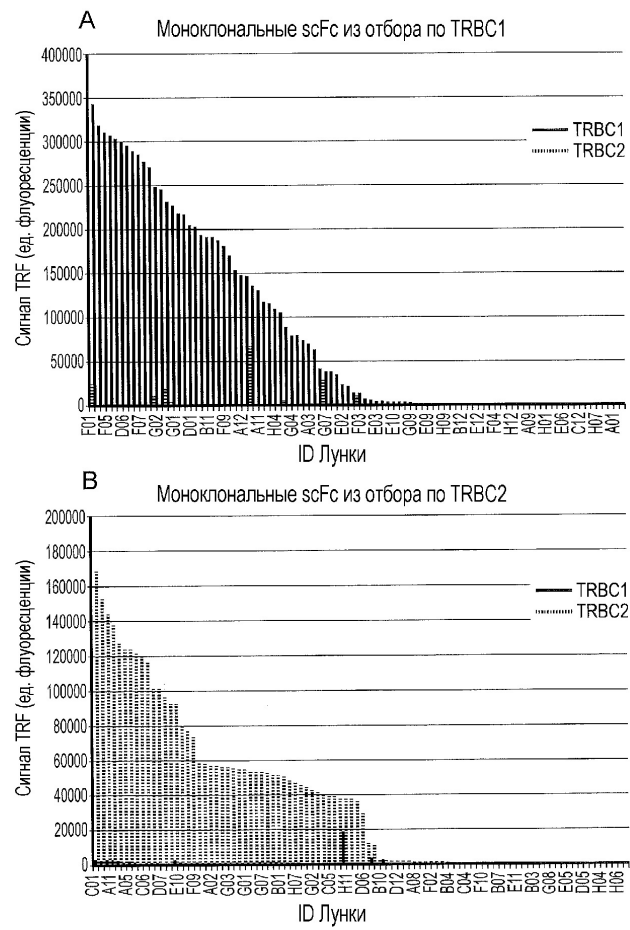 A
Моноклональные scFc из отбора по TRBC1
400000
350000
300000
250000
200000
150000
100000
50000
0
Сигнал TRF (ед. флуоресценции)
TRBC1
TRBC2
F01 F05 D06 F07 G02 G01 D01 B11 F09 A12 A11 H04 G04 A03 G07 E02 F03 E03 E10 G09 E09 H09 B12 E12 F04 H12 A09 H01 E06 C12 H07 A01
ID Лунки
B
Моноклональные scFc из отбора по TRBC2
200000
180000
160000
140000
120000
100000
80000
60000
40000
20000
0
Сигнал TRF (ед. флуоресценции)
TRBC1
TRBC2
C01 A11 A05 C06 D07 E10 F09 A02 G03 G01 G07 B01 H07 G02 C05 H11 D06 B10 D12 A08 F02 B04 C04 F10 B07 E11 B03 G08 E05 D05 H04 H06
ID Лунки